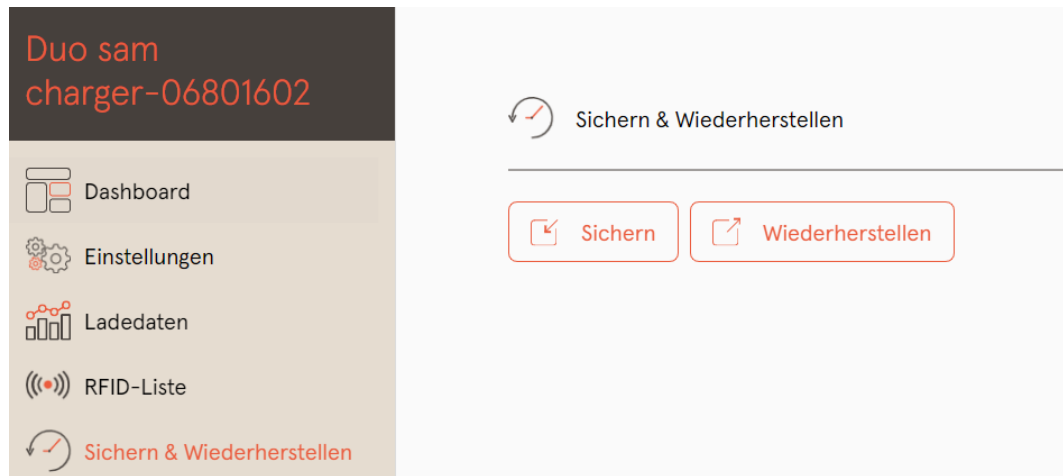 Duo sam
charger-06801602
Dashboard
Einstellungen
Ladedaten
RFID-Liste
Sichern & Wiederherstellen
Sichern & Wiederherstellen
Sichern
Wiederherstellen